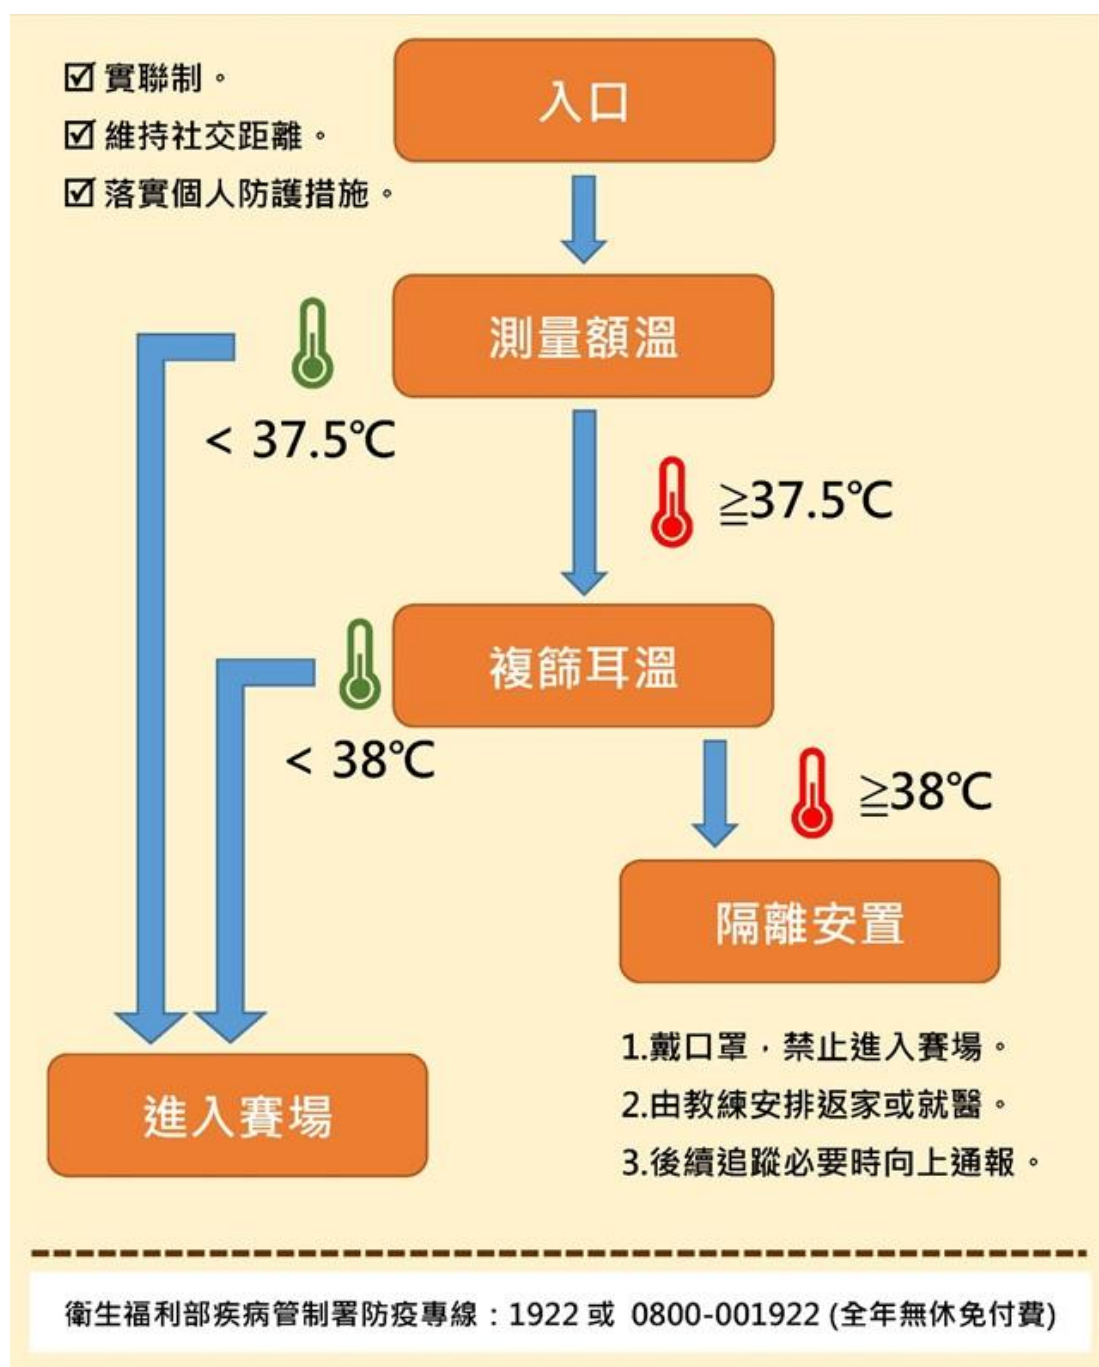 ☑ 實聯制。
☑ 維持社交距離。
☑ 落實個人防護措施。
入口
測量額溫
< 37.5℃
≧37.5℃
複篩耳溫
< 38℃
≧38℃
隔離安置
1.戴口罩，禁止進入賽場。
2.由教練安排返家或就醫。
3.後續追蹤必要時向上通報。
進入賽場
衛生福利部疾病管制署防疫專線：1922 或 0800-001922 (全年無休免付費)